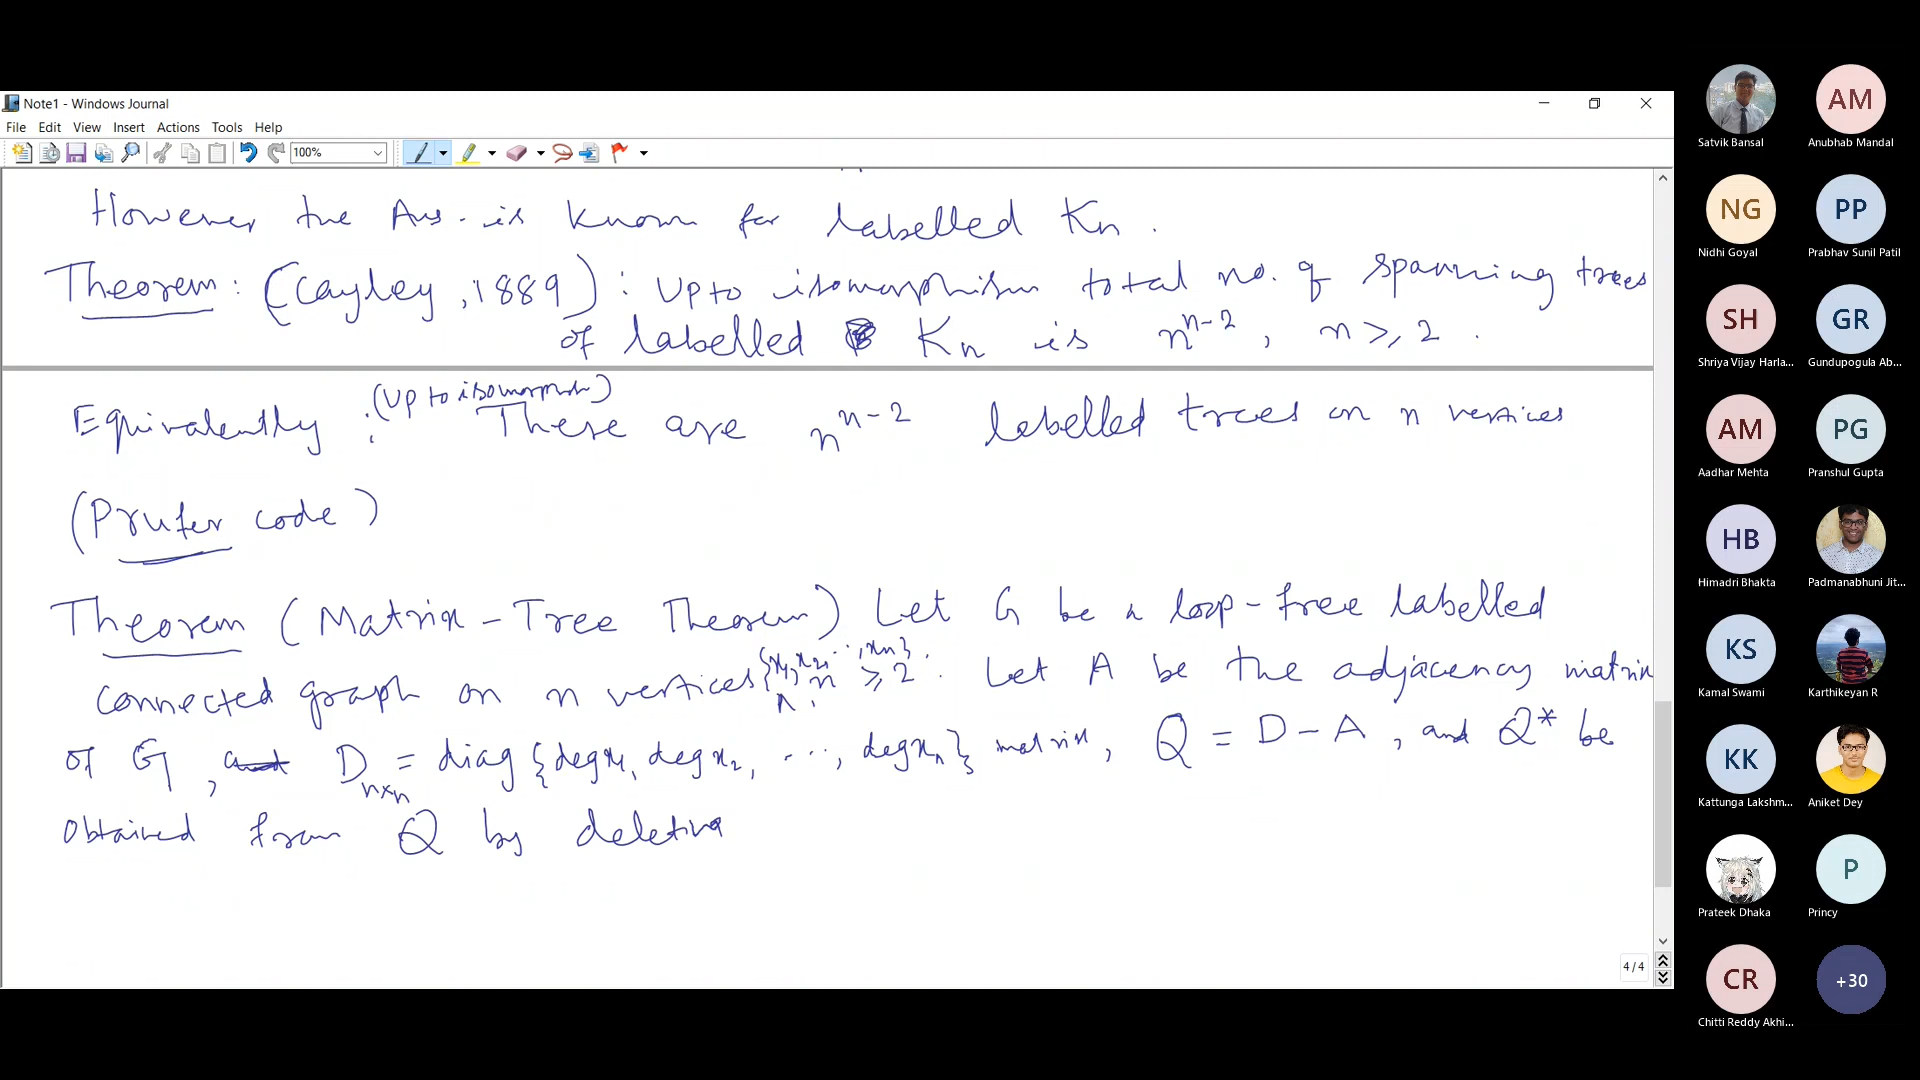 Note1 - Windows Journal
File Edit View Insert Actions Tools Help
100%
However the Ans. is known for labelled Kn.
Theorem: (Cayley, 1889): Upto isomorphism total no. of spanning trees
of labelled Kn is n^{n-2}, n ≥ 2.
(Up to isomorphism)
Equivalently: There are n^{n-2} labelled trees on n vertices
(Prufer code)
Theorem (Matrix-Tree Theorem) Let G be a loop-free labelled
connected graph on n vertices {x1, x2, ..., xn}, n ≥ 2. Let A be the adjacency matrix
of G, D_{n×n} = diag{deg x1, deg x2, ..., deg xn} matrix, Q = D - A, and Q* be
obtained from Q by deleting
4/4
Satvik Bansal
AM
Anubhab Mandal
NG
Nidhi Goyal
PP
Prabhav Sunil Patil
SH
Shriya Vijay Harla...
GR
Gundupogula Ab...
AM
Aadhar Mehta
PG
Pranshul Gupta
HB
Himadri Bhakta
Padmanabhuni Jit...
KS
Kamal Swami
Karthikeyan R
KK
Kattunga Lakshm...
Aniket Dey
Prateek Dhaka
P
Princy
CR
Chitti Reddy Akhi...
+30